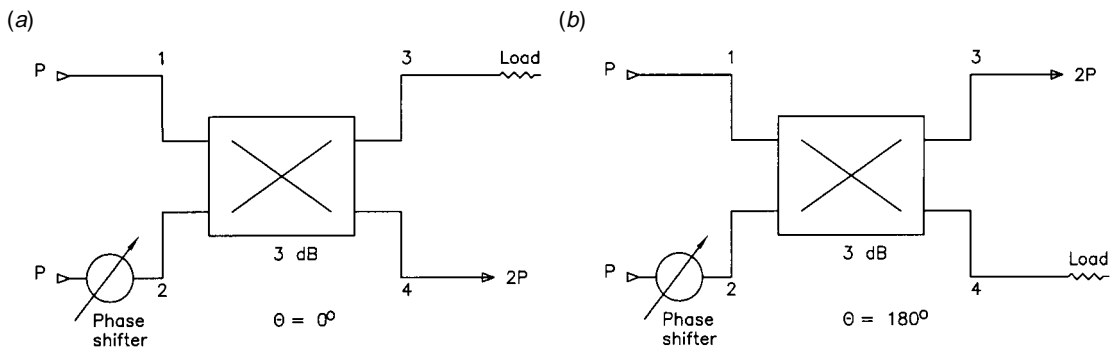 (a)
P
1
3
Load
3 dB
P
2
4
2P
Phase
shifter
Θ = 0°
(b)
P
1
3
2P
3 dB
P
2
4
Load
Phase
shifter
Θ = 180°